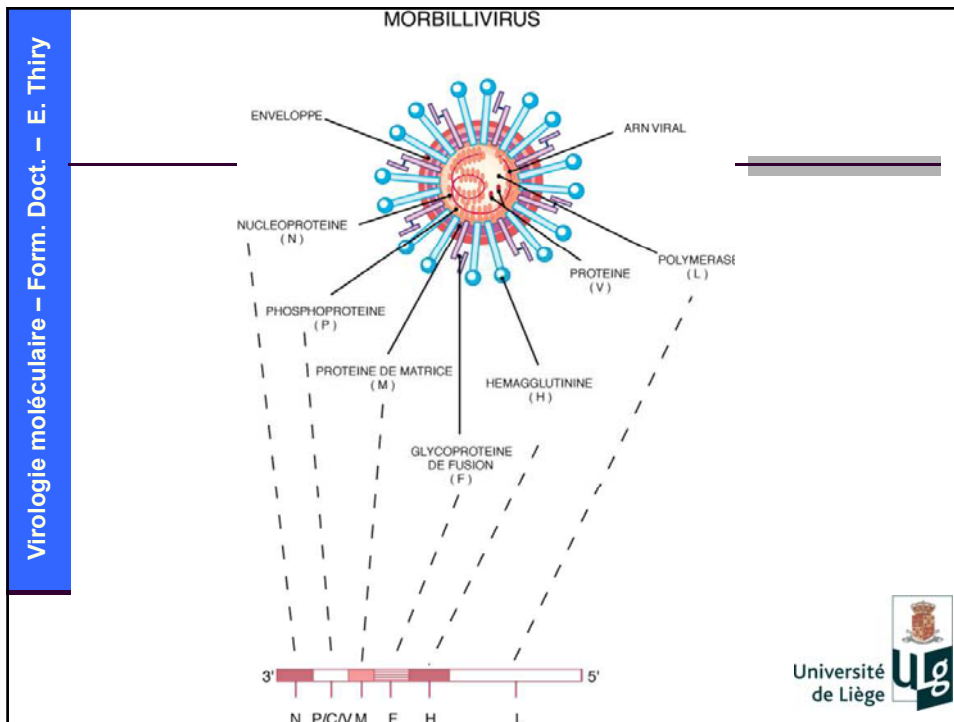 MORBILLIVIRUS
Virologie moléculaire – Form. Doct. – E. Thiry
ENVELOPPE
ARN VIRAL
NUCLEOPROTEINE
( N )
POLYMERASE
( L )
PROTEINE
( V )
PHOSPHOPROTEINE
( P )
PROTEINE DE MATRICE
( M )
HEMAGGLUTININE
( H )
GLYCOPROTEINE
DE FUSION
( F )
3' 5'
N P/C/V M F H L
Université
de Liège
ULg